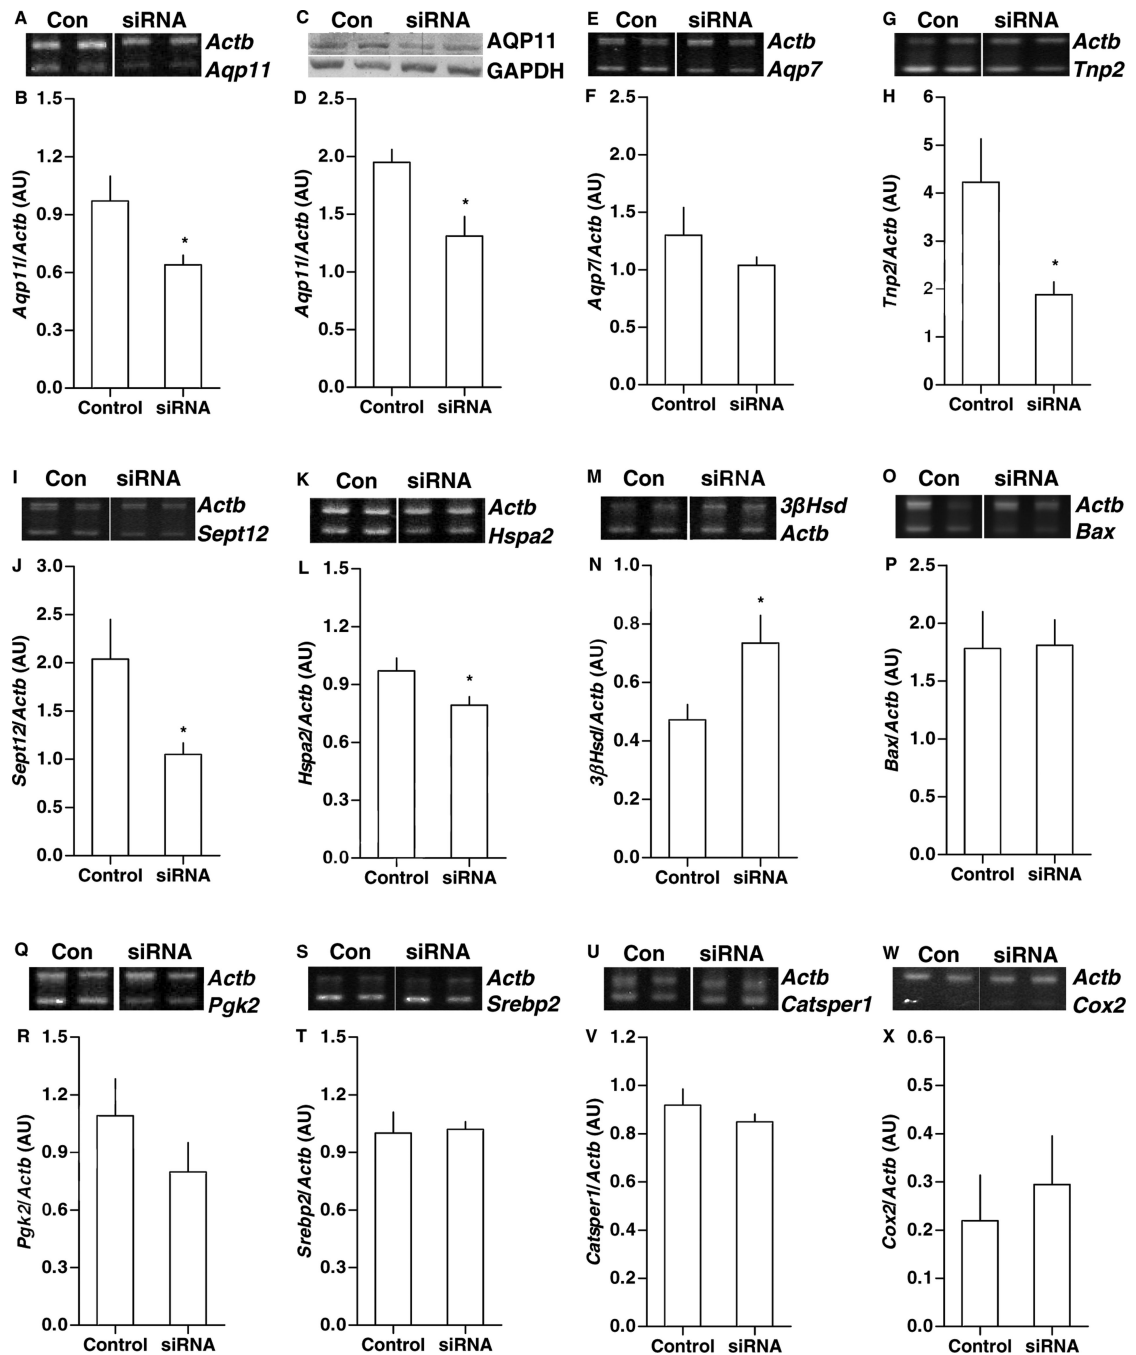 A Con siRNA
Actb
Aqp11
C
AQP11
GAPDH
E Con siRNA
Actb
Aqp7
G Con siRNA
Actb
Tnp2
B
Aqp11/Actb (AU)
1.5
1.2
0.9
0.6
0.3
0.0
*
Control siRNA
D
Aqp11/Actb (AU)
2.5
2.0
1.5
1.0
0.5
0.0
*
Control siRNA
F
Aqp7/Actb (AU)
2.5
2.0
1.5
1.0
0.5
0.0
Control siRNA
H
Tnp2/Actb (AU)
6
5
4
3
2
1
0
*
Control siRNA
I Con siRNA
Actb
Sept12
K Con siRNA
Actb
Hspa2
M Con siRNA
3βHsd
Actb
O Con siRNA
Actb
Bax
J
Sept12/Actb (AU)
3.0
2.5
2.0
1.5
1.0
0.5
0.0
*
Control siRNA
L
Hspa2/Actb (AU)
1.5
1.2
0.9
0.6
0.3
0.0
*
Control siRNA
N
3βHsd/Actb (AU)
1.0
0.8
0.6
0.4
0.2
0.0
*
Control siRNA
P
Bax/Actb (AU)
2.5
2.0
1.5
1.0
0.5
0.0
Control siRNA
Q Con siRNA
Actb
Pgk2
S Con siRNA
Actb
Srebp2
U Con siRNA
Actb
Catsper1
W Con siRNA
Actb
Cox2
R
Pgk2/Actb (AU)
1.5
1.2
0.9
0.6
0.3
0.0
Control siRNA
T
Srebp2/Actb (AU)
1.5
1.2
0.9
0.6
0.3
0.0
Control siRNA
V
Catsper1/Actb (AU)
1.2
1.0
0.8
0.6
0.4
0.2
0.0
Control siRNA
X
Cox2/Actb (AU)
0.6
0.5
0.4
0.3
0.2
0.1
0.0
Control siRNA